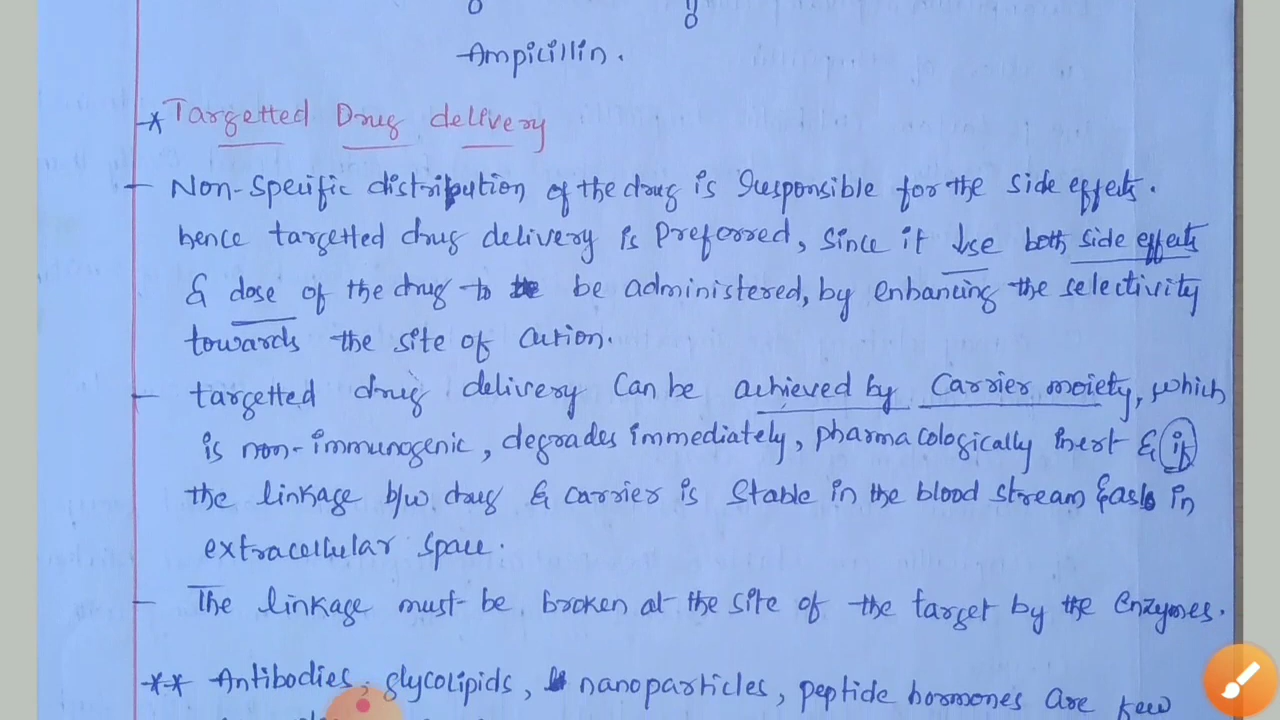 Ampicillin.
* Targetted Drug delivery
- Non-specific distribution of the drug is responsible for the side effects.
hence targetted drug delivery is preferred, since it ↓se both side effects
& dose of the drug to be administered, by enhancing the selectivity
towards the site of action.
- targetted drug delivery can be achieved by carrier moiety, which
is non-immunogenic, degrades immediately, pharmacologically inert & if
the linkage b/w drug & carrier is stable in the blood stream & as in
extracellular space.
- The linkage must be broken at the site of the target by the enzymes.
** Antibodies, glycolipids, nanoparticles, peptide hormones are few